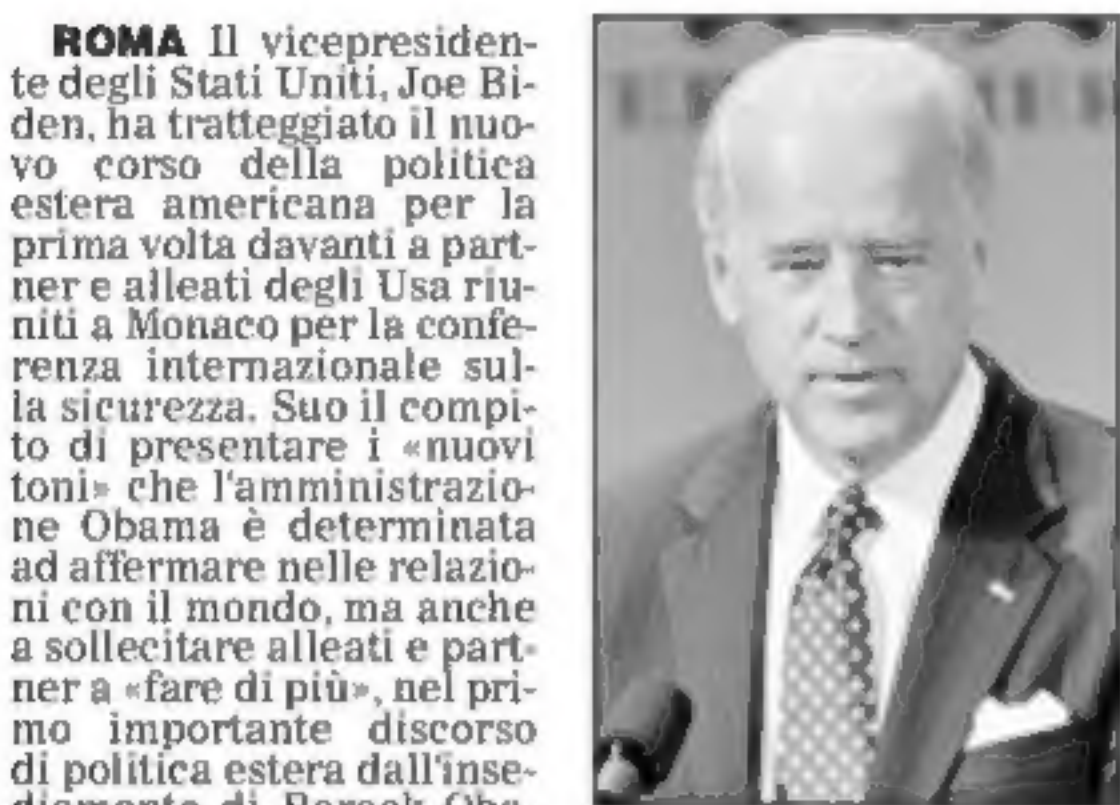 ROMA Il vicepresiden-
te degli Stati Uniti, Joe Bi-
den, ha tratteggiato il nuo-
vo corso della politica
estera americana per la
prima volta davanti a part-
ner e alleati degli Usa riu-
niti a Monaco per la confe-
renza internazionale sul-
la sicurezza. Suo il compi-
to di presentare i «nuovi
toni» che l'amministrazio-
ne Obama è determinata
ad affermare nelle relazio-
ni con il mondo, ma anche
a sollecitare alleati e part-
ner a «fare di più», nel pri-
mo importante discorso
di politica estera dall'inse-
diamento di Barack Oba-